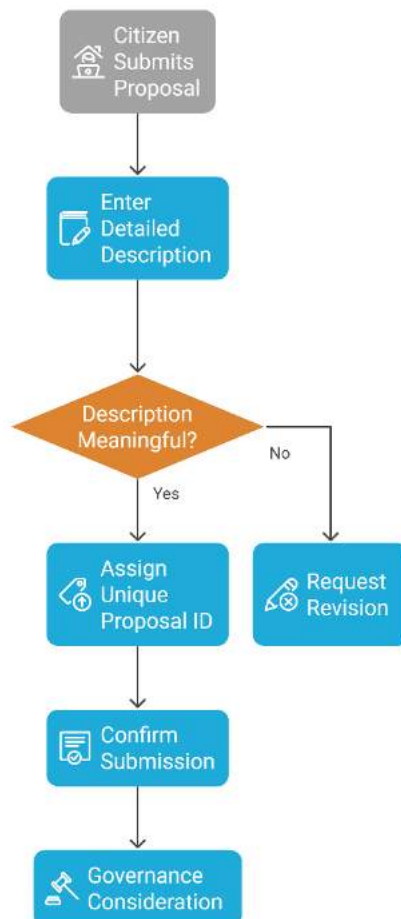 Citizen
Submits
Proposal
Enter
Detailed
Description
Description
Meaningful?
No
Yes
Assign
Unique
Proposal ID
Request
Revision
Confirm
Submission
Governance
Consideration